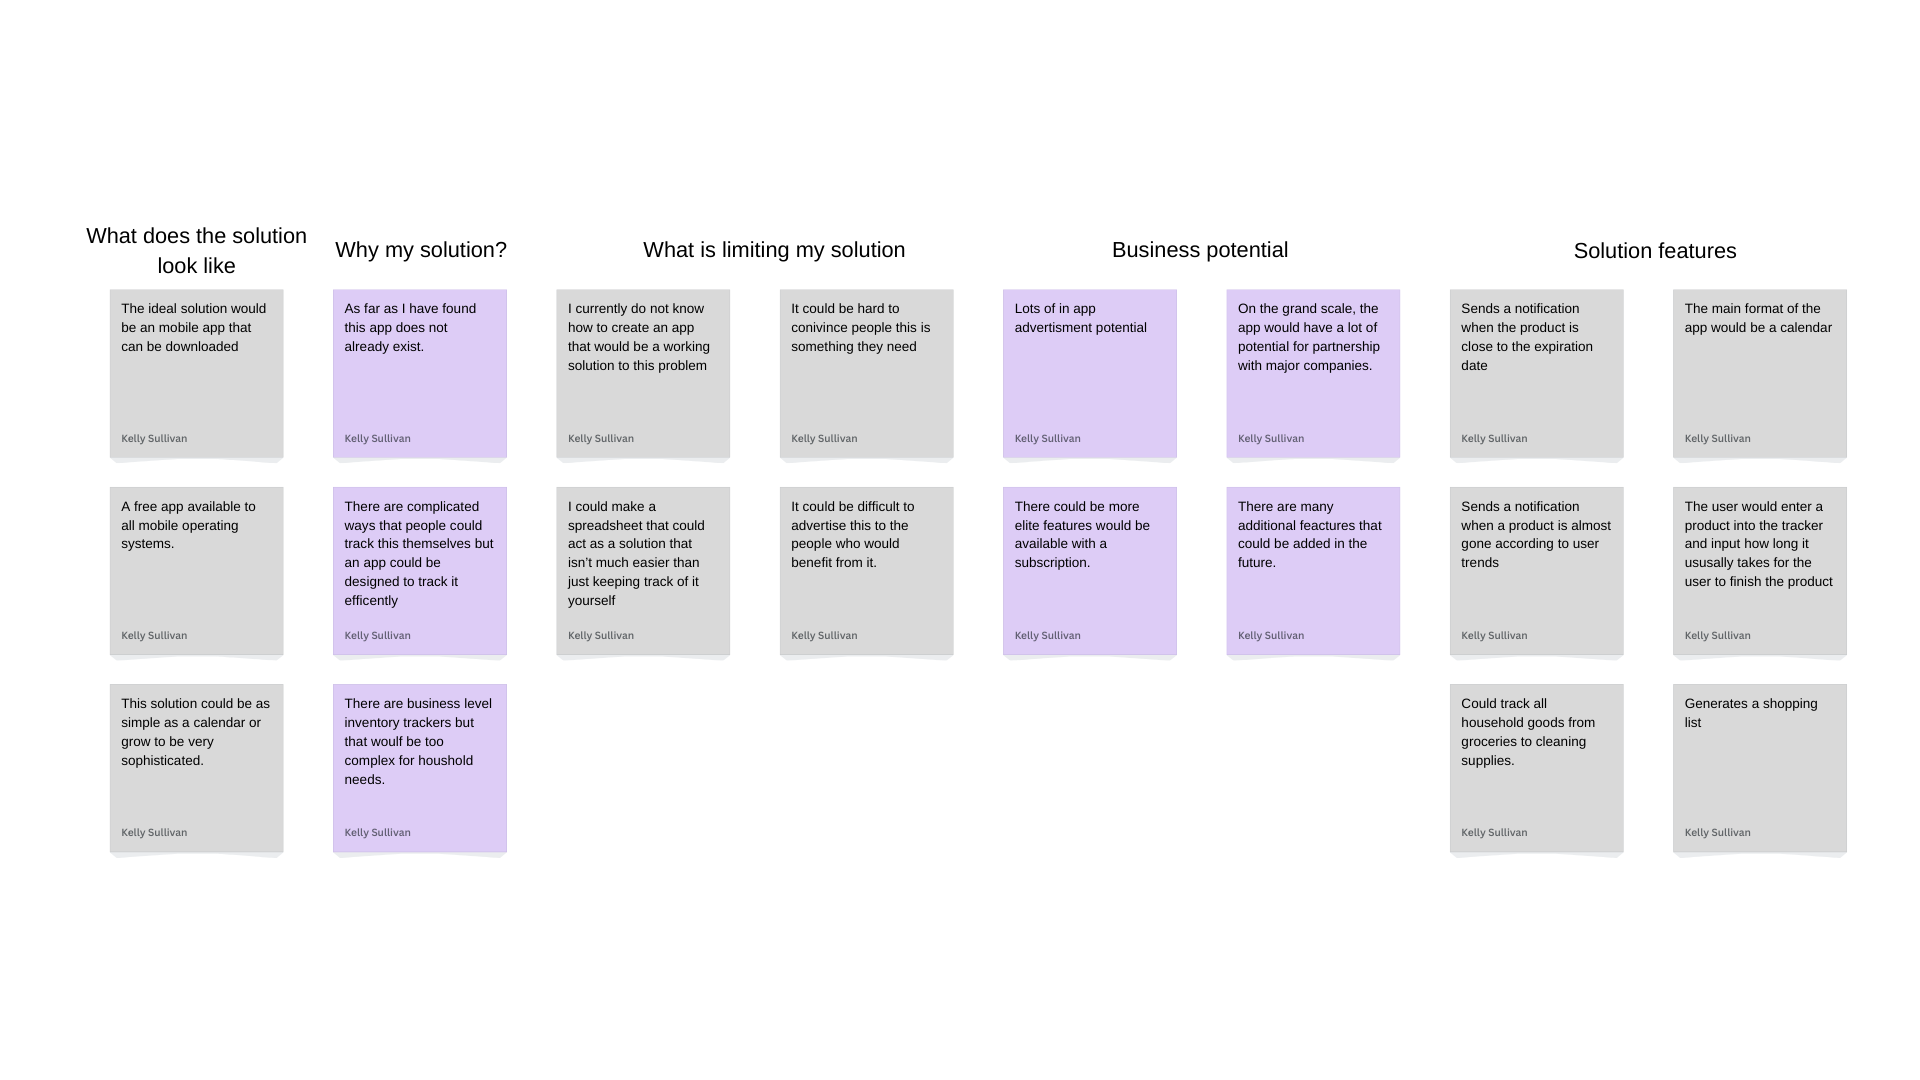 What does the solution
look like
Why my solution?
What is limiting my solution
Business potential
Solution features
The ideal solution would
be an mobile app that
can be downloaded
Kelly Sullivan
As far as I have found
this app does not
already exist.
Kelly Sullivan
I currently do not know
how to create an app
that would be a working
solution to this problem
Kelly Sullivan
It could be hard to
conivince people this is
something they need
Kelly Sullivan
Lots of in app
advertisment potential
Kelly Sullivan
On the grand scale, the
app would have a lot of
potential for partnership
with major companies.
Kelly Sullivan
Sends a notification
when the product is
close to the expiration
date
Kelly Sullivan
The main format of the
app would be a calendar
Kelly Sullivan
A free app available to
all mobile operating
systems.
Kelly Sullivan
There are complicated
ways that people could
track this themselves but
an app could be
designed to track it
efficently
Kelly Sullivan
I could make a
spreadsheet that could
act as a solution that
isn't much easier than
just keeping track of it
yourself
Kelly Sullivan
It could be difficult to
advertise this to the
people who would
benefit from it.
Kelly Sullivan
There could be more
elite features would be
available with a
subscription.
Kelly Sullivan
There are many
additional feactures that
could be added in the
future.
Kelly Sullivan
Sends a notification
when a product is almost
gone according to user
trends
Kelly Sullivan
The user would enter a
product into the tracker
and input how long it
ususally takes for the
user to finish the product
Kelly Sullivan
This solution could be as
simple as a calendar or
grow to be very
sophisticated.
Kelly Sullivan
There are business level
inventory trackers but
that woulf be too
complex for houshold
needs.
Kelly Sullivan
Could track all
household goods from
groceries to cleaning
supplies.
Kelly Sullivan
Generates a shopping
list
Kelly Sullivan